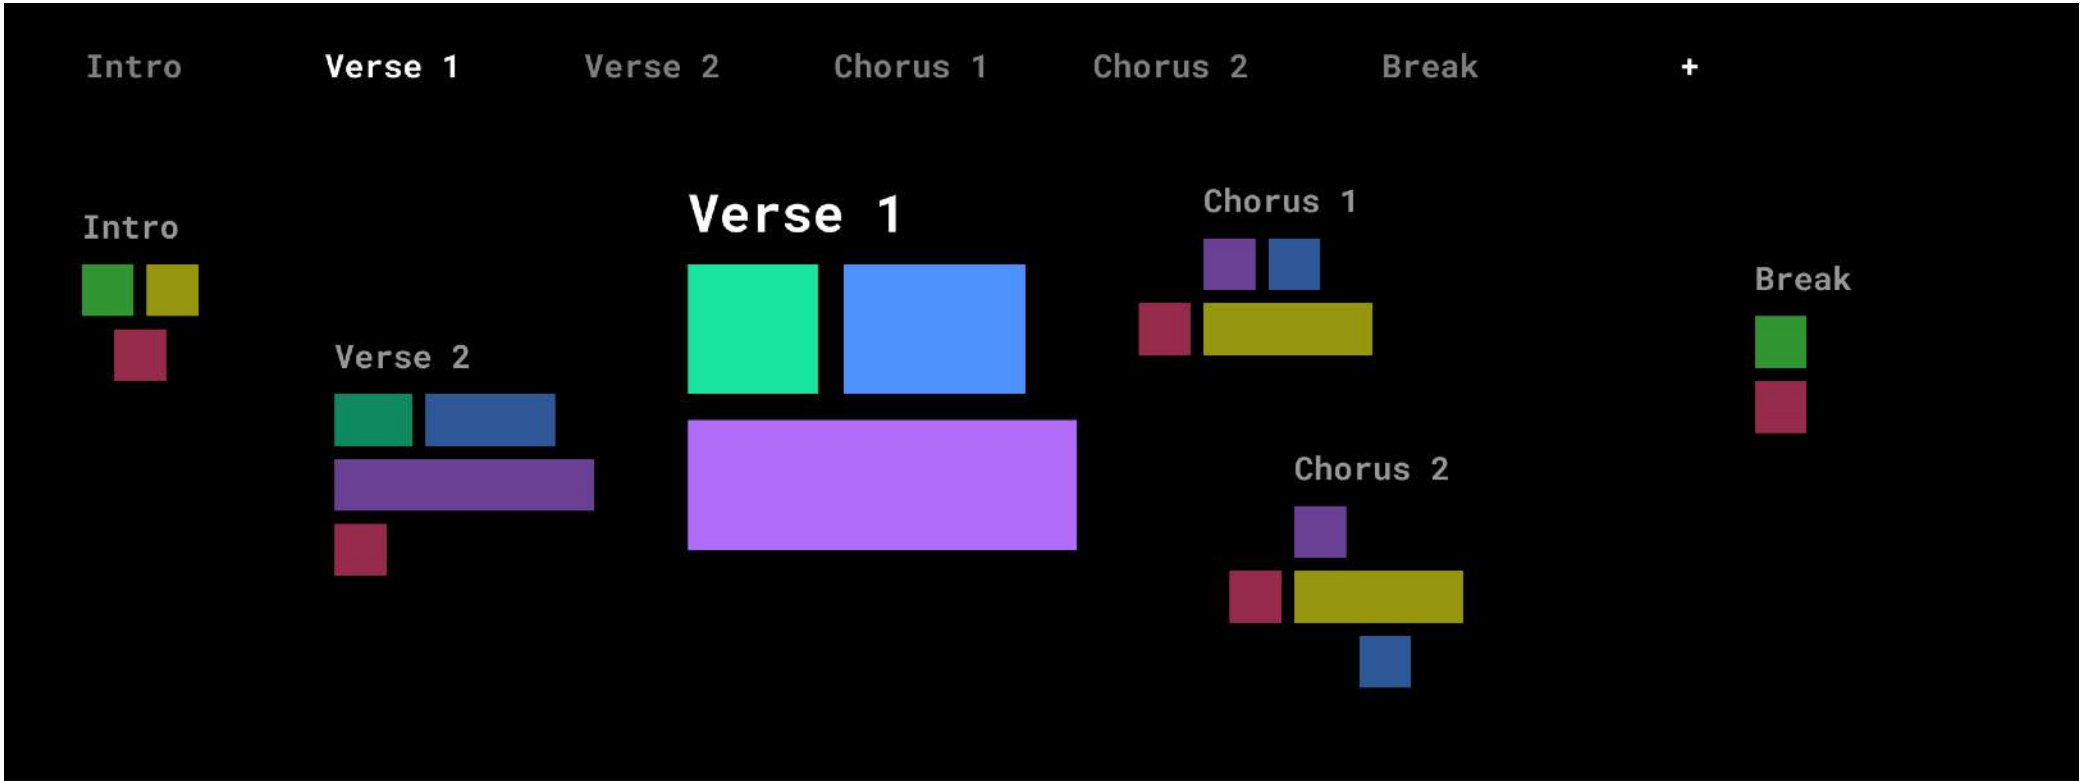 Intro Verse 1 Verse 2 Chorus 1 Chorus 2 Break +
Intro
Verse 2
Verse 1
Chorus 1
Chorus 2
Break